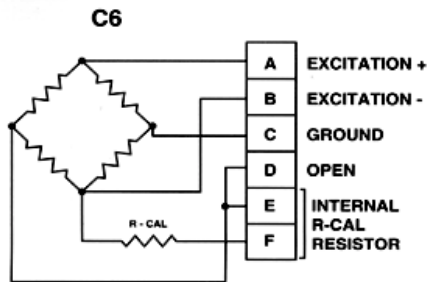 C6
A EXCITATION +
B EXCITATION -
C GROUND
D OPEN
E INTERNAL
R-CAL
F RESISTOR
R - CAL